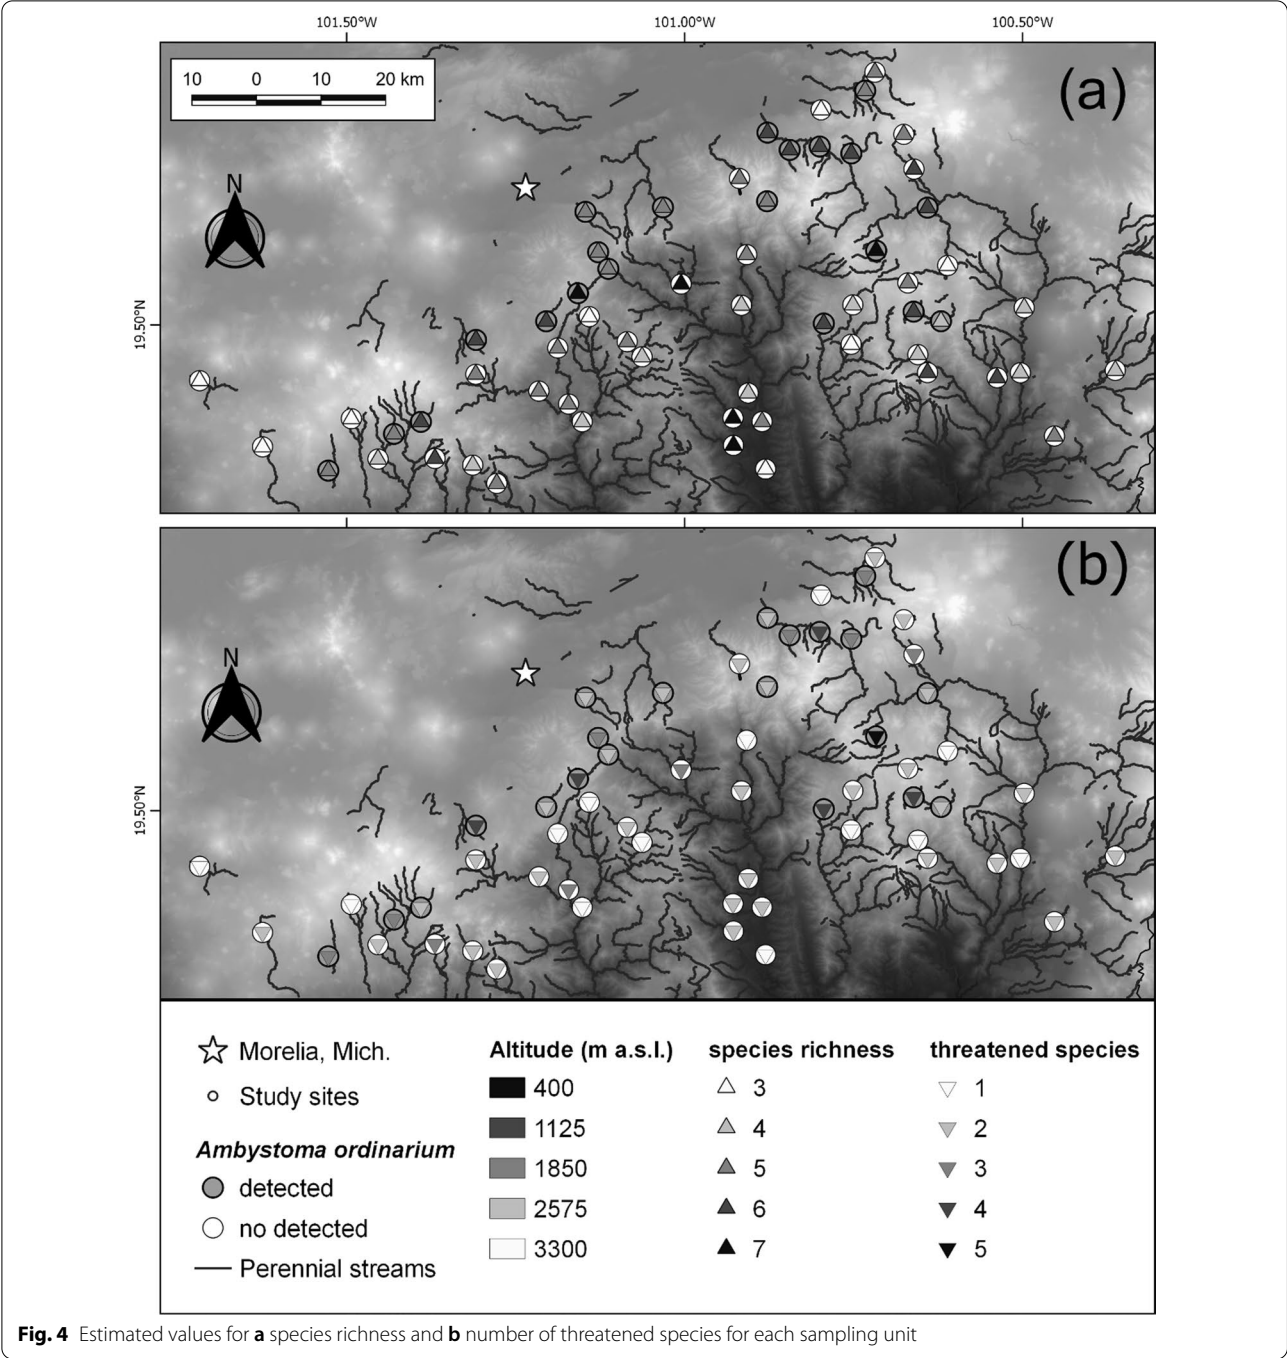 101.50°W 101.00°W 100.50°W
10 0 10 20 km
(a)
N
19.50°N
(b)
N
19.50°N
Morelia, Mich.
Study sites
Ambystoma ordinarium
detected
no detected
Perennial streams
Altitude (m a.s.l.)
400
1125
1850
2575
3300
species richness
3
4
5
6
7
threatened species
1
2
3
4
5
Fig. 4 Estimated values for a species richness and b number of threatened species for each sampling unit